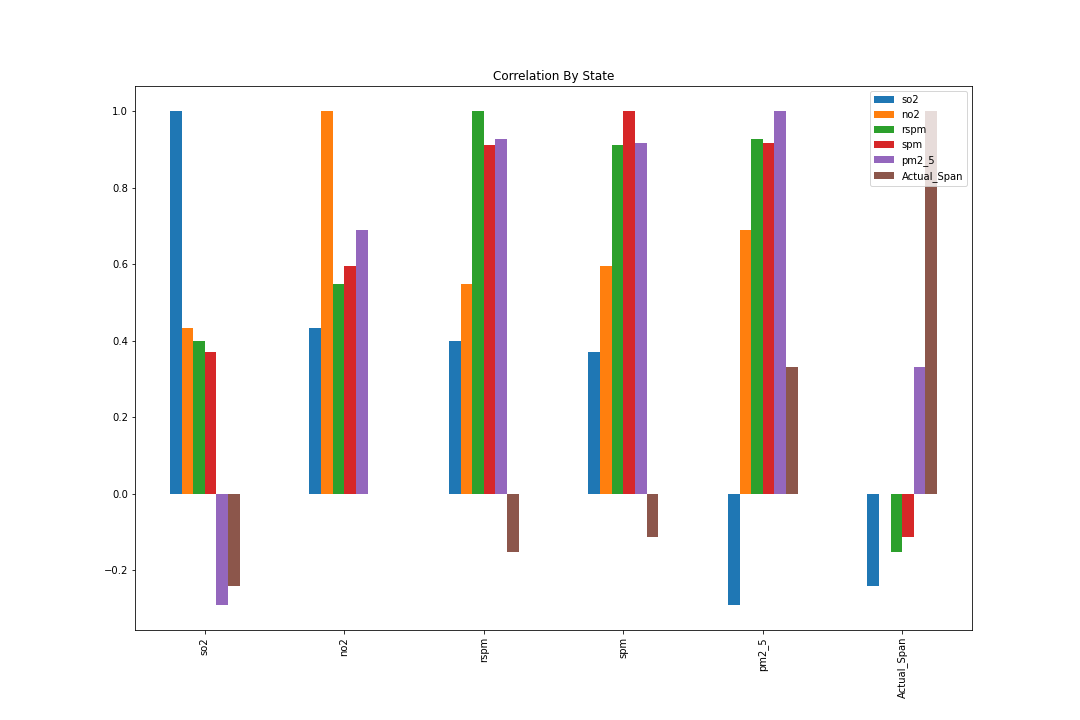 Correlation By State
so2
no2
rspm
spm
pm2_5
Actual_Span
1.0
0.8
0.6
0.4
0.2
0.0
−0.2
so2
no2
rspm
spm
pm2_5
Actual_Span